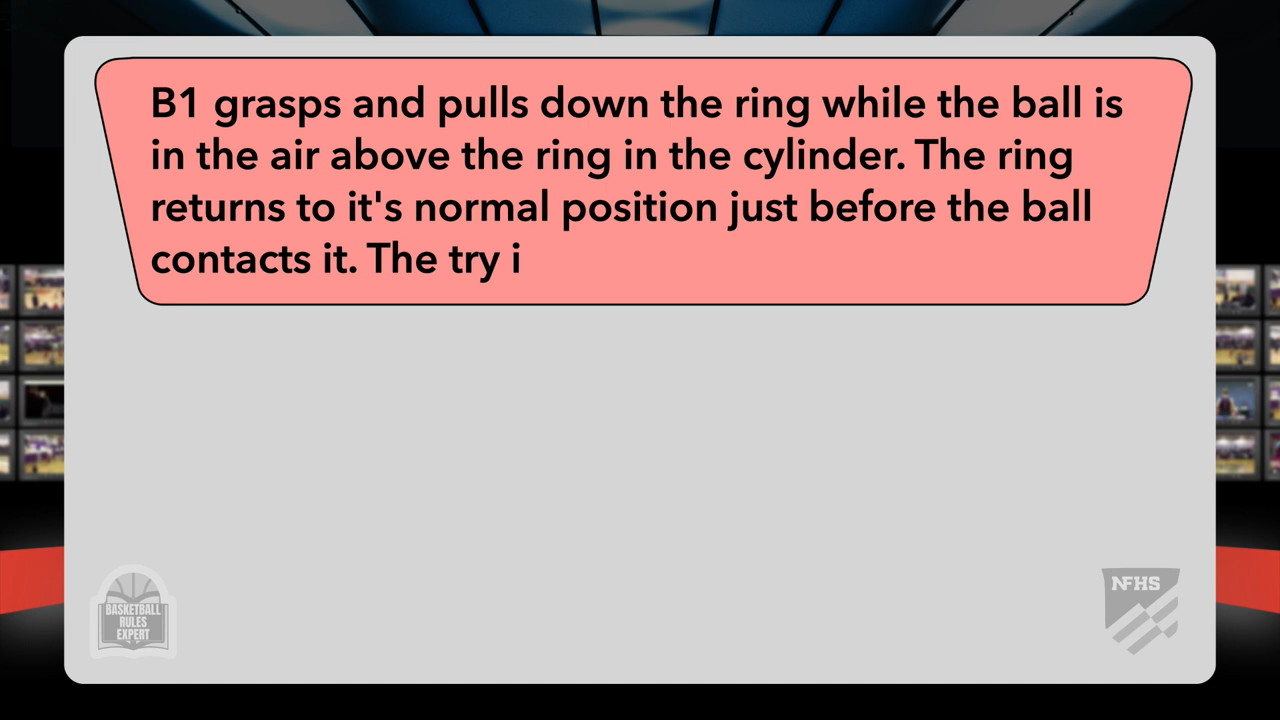 B1 grasps and pulls down the ring while the ball is
in the air above the ring in the cylinder. The ring
returns to it's normal position just before the ball
contacts it. The try i
BASKETBALL
RULES
EXPERT
NFHS